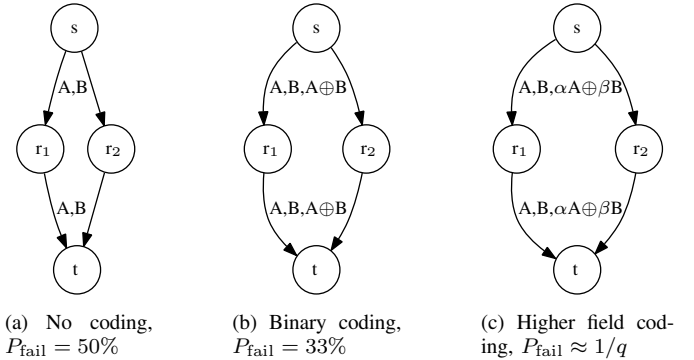 s
A,B
r1
r2
A,B
t
s
A,B,A⊕B
r1
r2
A,B,A⊕B
t
s
A,B,αA⊕βB
r1
r2
A,B,αA⊕βB
t
(a) No coding,
Pfail = 50%
(b) Binary coding,
Pfail = 33%
(c) Higher field cod-
ing, Pfail ≈ 1/q